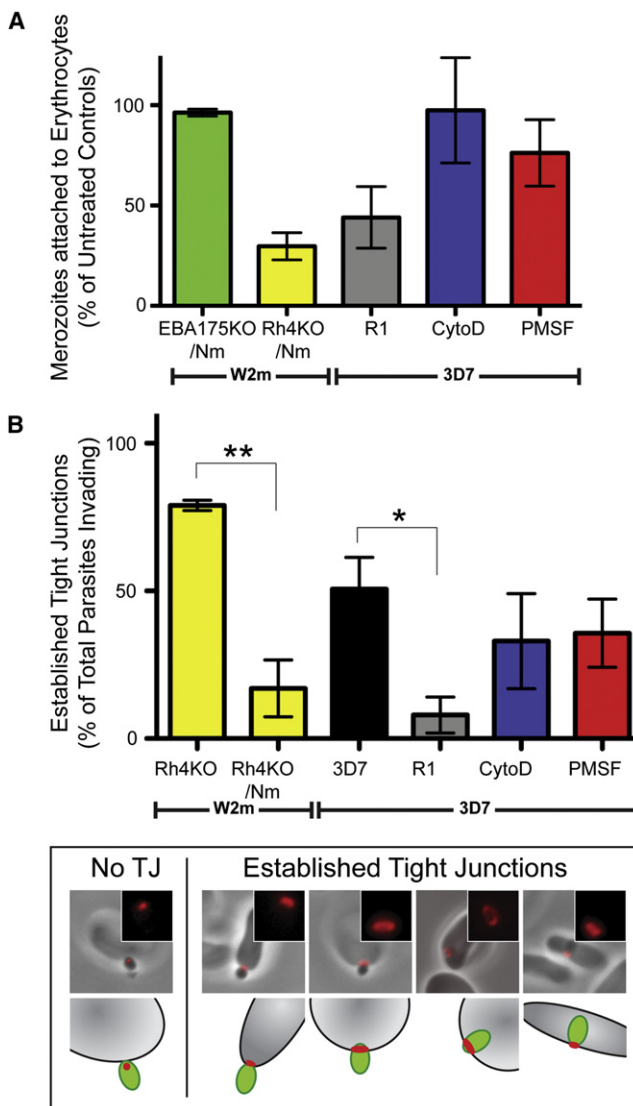 A
Merozoites attached to Erythrocytes
(% of Untreated Controls)
100
50
0
EBA175KO
/Nm
Rh4KO
/Nm
R1
CytoD
PMSF
W2m
3D7
B
Established Tight Junctions
(% of Total Parasites Invading)
100
50
0
**
*
Rh4KO
Rh4KO
/Nm
3D7
R1
CytoD
PMSF
W2m
3D7
No TJ
Established Tight Junctions